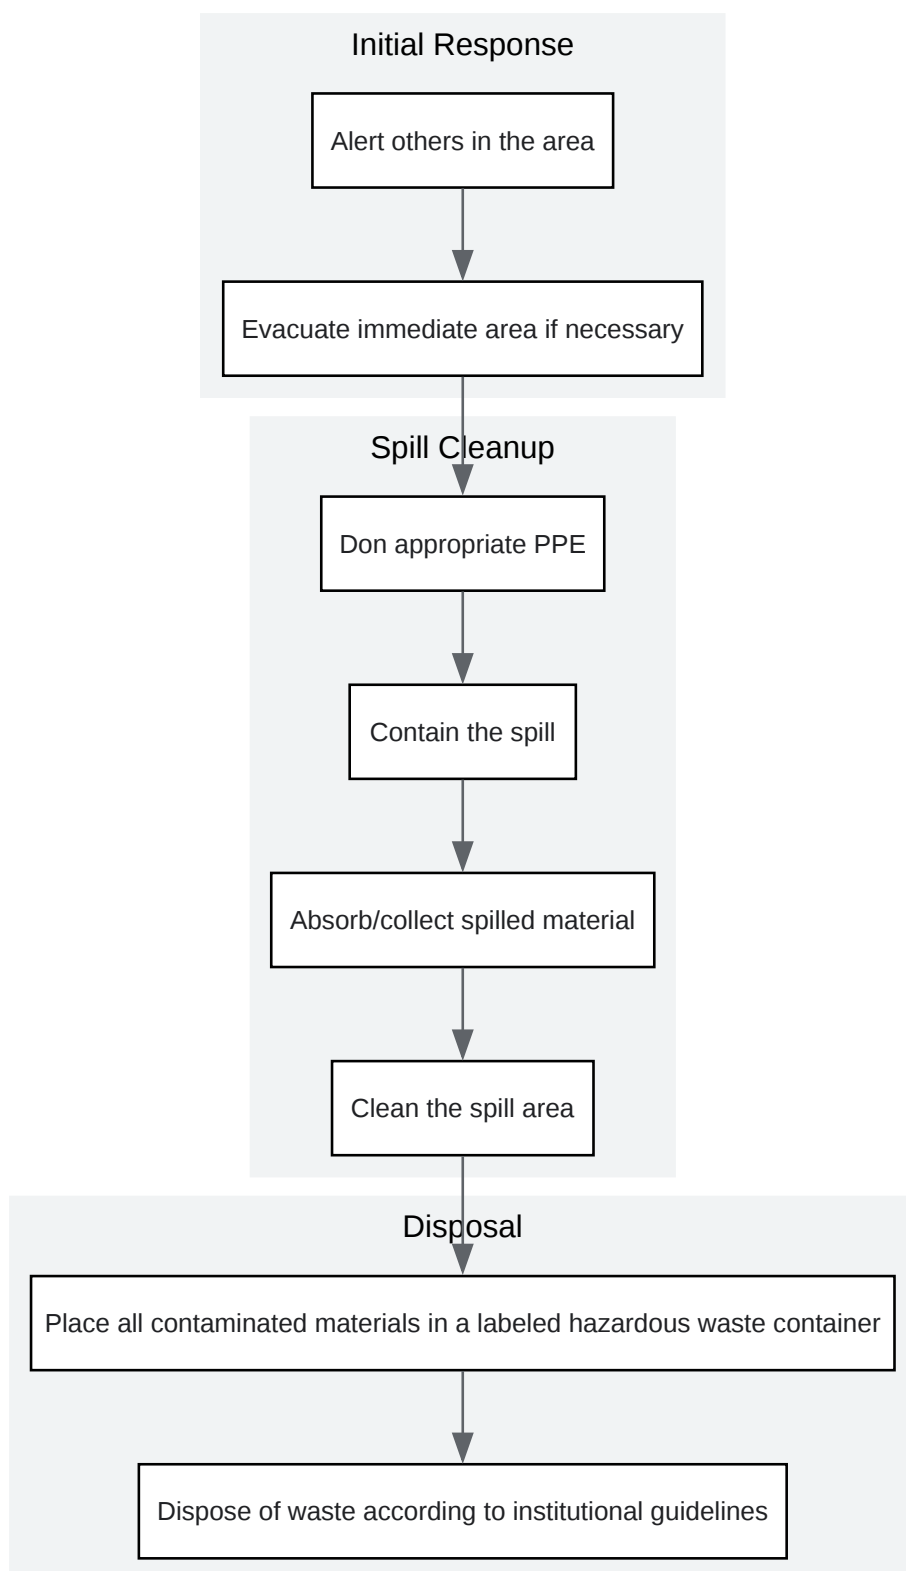 Initial Response
Alert others in the area
Evacuate immediate area if necessary
Spill Cleanup
Don appropriate PPE
Contain the spill
Absorb/collect spilled material
Clean the spill area
Disposal
Place all contaminated materials in a labeled hazardous waste container
Dispose of waste according to institutional guidelines